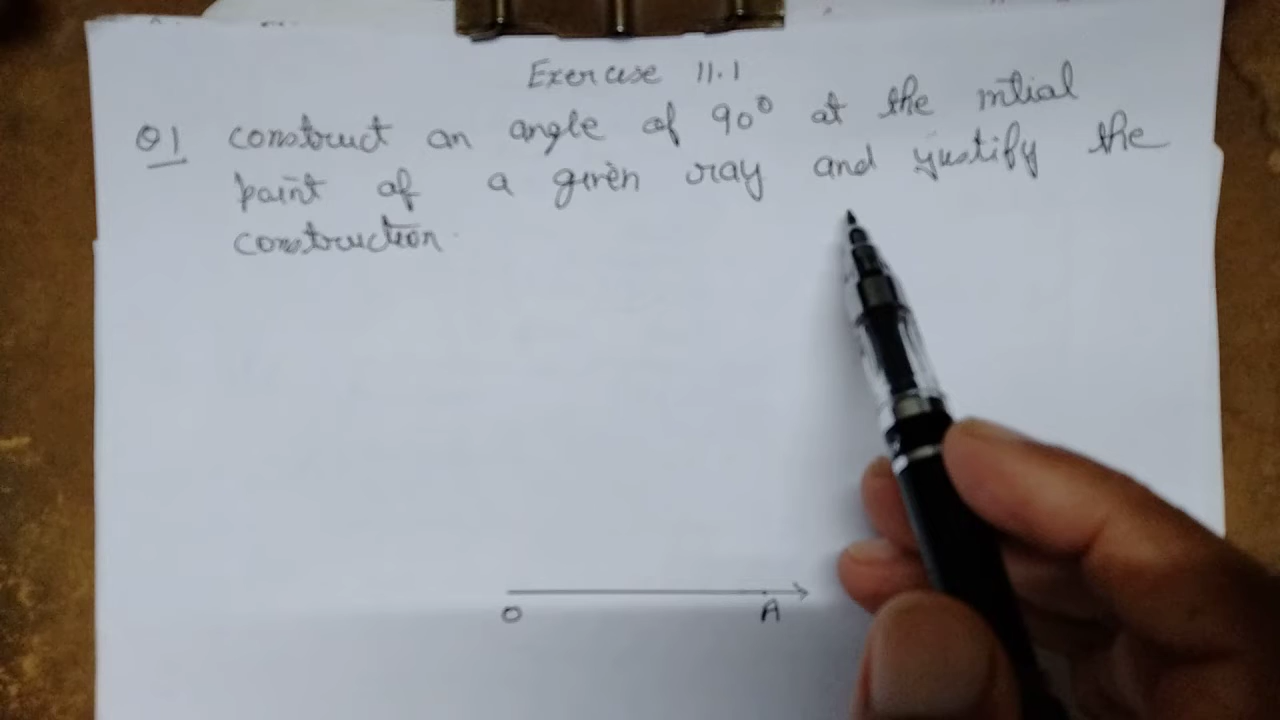 Exercise 11.1
Q1 construct an angle of 90° at the intial
point of a given ray and justify the
construction.
O A